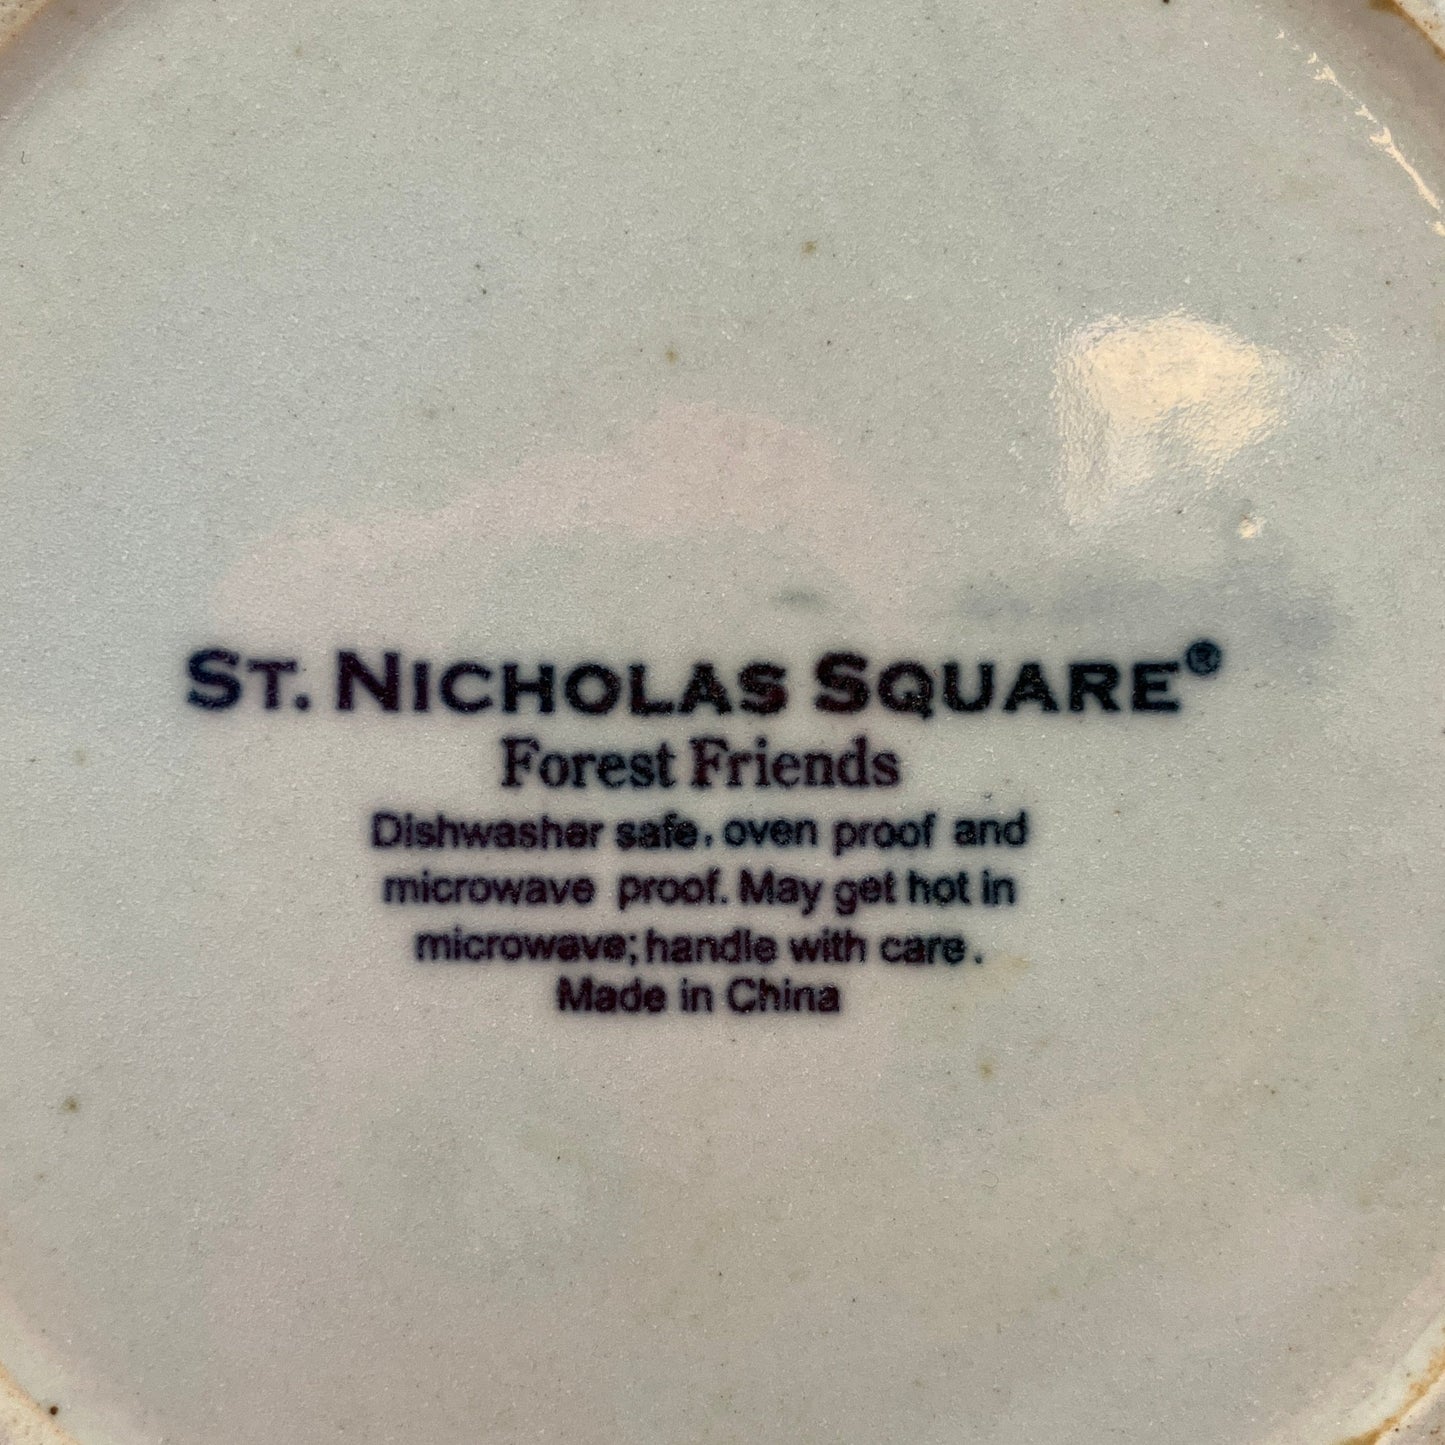 ST. NICHOLAS SQUARE®
Forest Friends
Dishwasher safe, oven proof and
microwave proof. May get hot in
microwave; handle with care.
Made in China